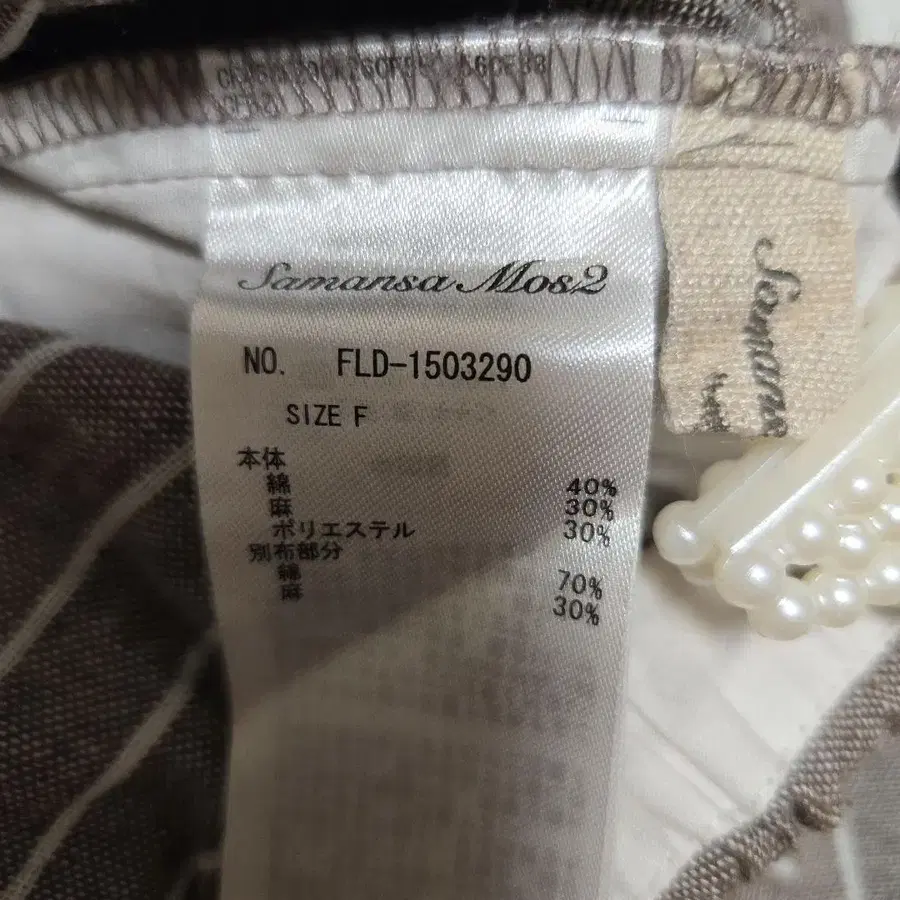 Samansa Mos2
NO. FLD-1503290
SIZE F
本体
綿 40%
麻 30%
ポリエステル 30%
別布部分
綿 70%
麻 30%